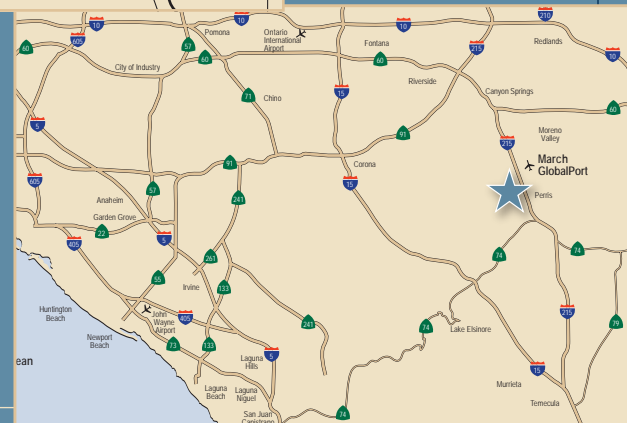 10
10
10
210
605
Pomona
Ontario
International
Airport
60
57
60
Fontana
60
215
Redlands
10
City of Industry
Riverside
Canyon Springs
71
Chino
15
60
5
91
215
Moreno
Valley
March
GlobalPort
91
Corona
605
57
15
Perris
241
Anaheim
Garden Grove
22
405
5
261
74
74
55
Irvine
133
215
Huntington
Beach
John
Wayne
Airport
405
241
74
Lake Elsinore
79
Newport
Beach
73
133
Laguna
Hills
5
ean
15
Murrieta
Laguna
Beach
Laguna
Niguel
Temecula
San Juan
Capistrano
74